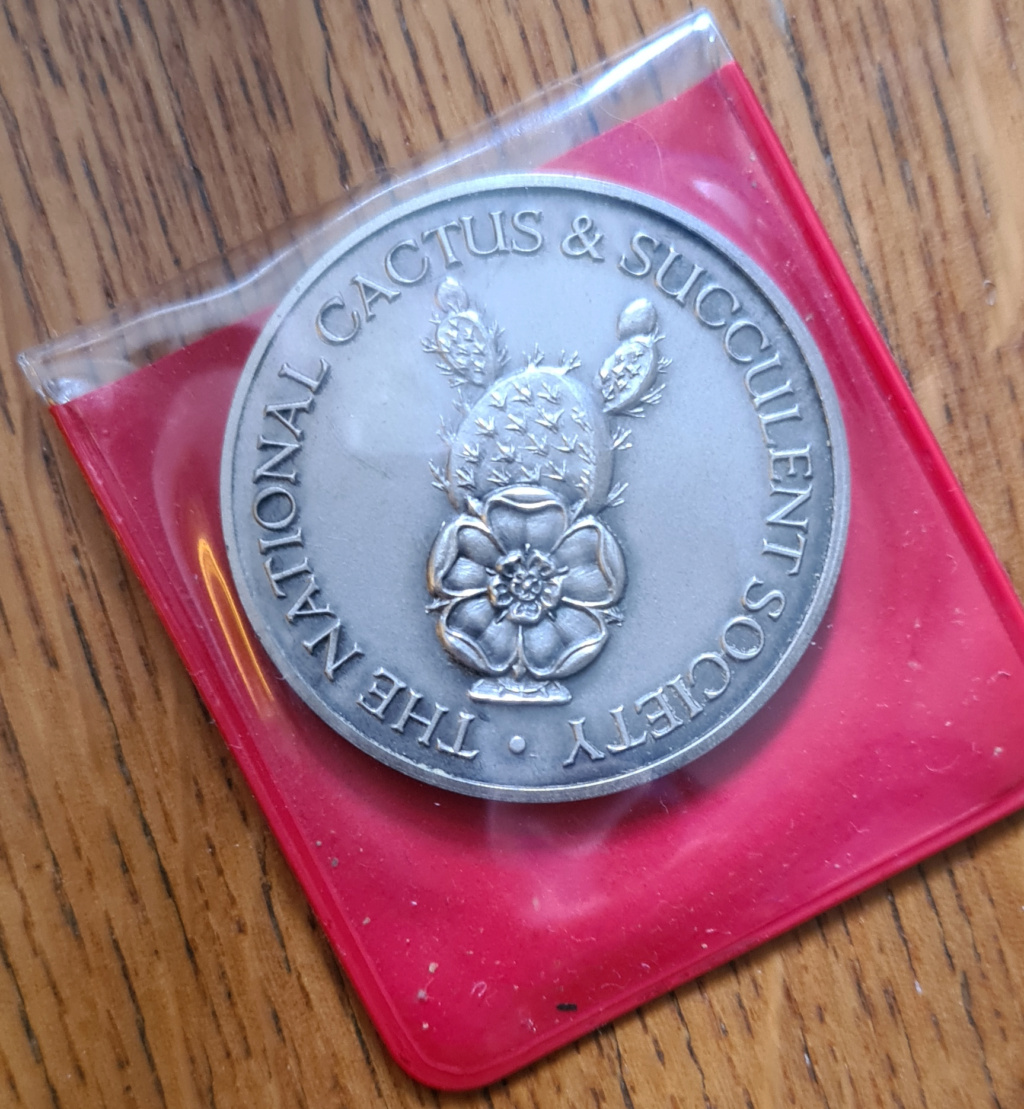 THE NATIONAL CACTUS & SUCCULENT SOCIETY •